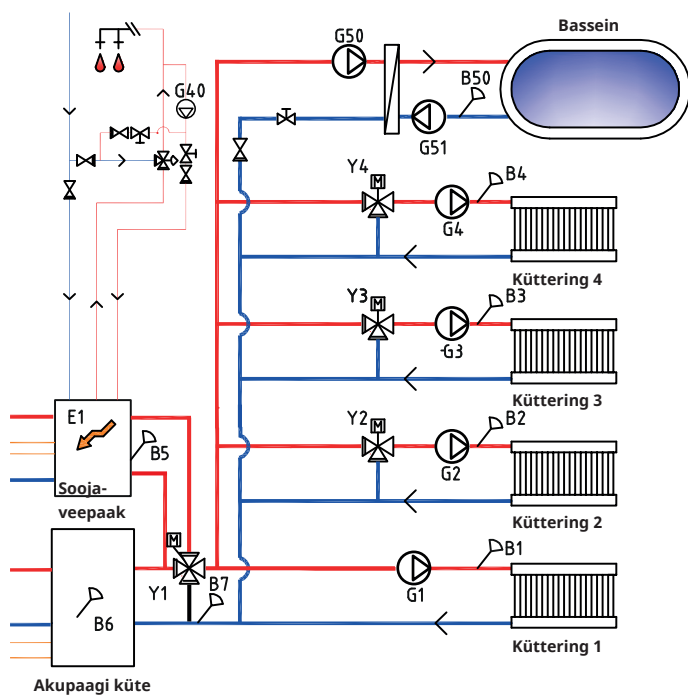 Bassein
G50
B50
G40
G51
Y4
M
B4
G4
Küttering 4
Y3
M
B3
-G3
Küttering 3
Y2
M
B2
G2
E1
B5
Sooja-
veepaak
Küttering 2
M
Y1
B7
B1
G1
B6
Küttering 1
Akupaagi küte